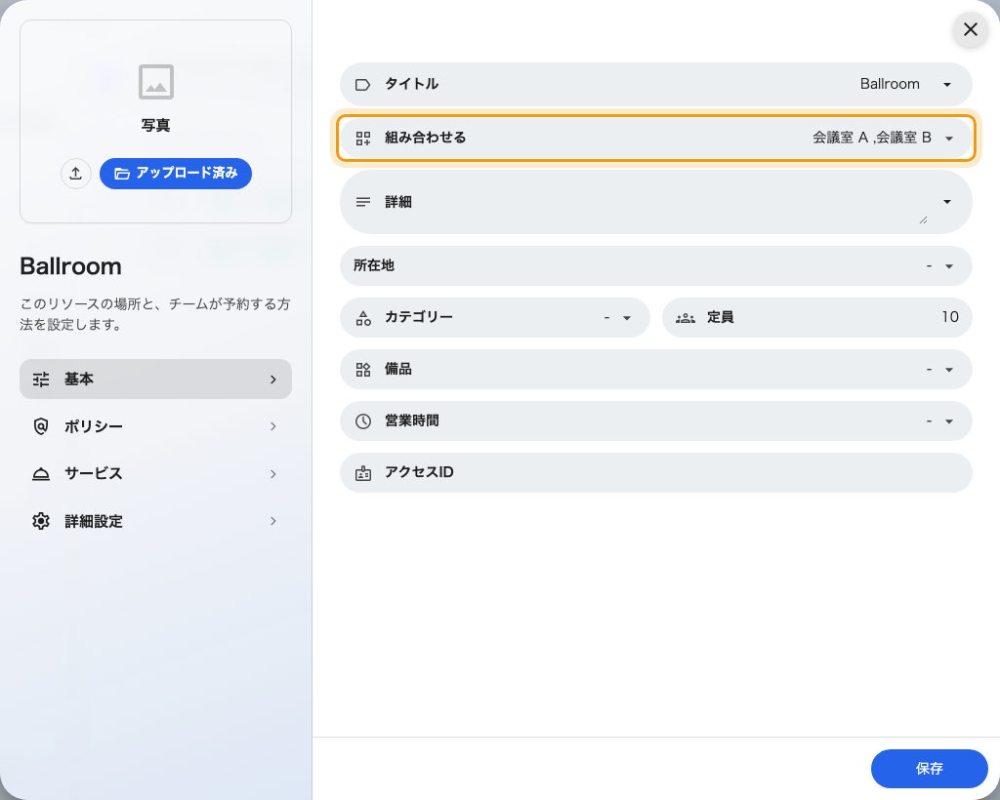 写真
アップロード済み
Ballroom
このリソースの場所と、チームが予約する方
法を設定します。
基本
ポリシー
サービス
詳細設定
タイトル Ballroom
組み合わせる 会議室 A ,会議室 B
詳細
所在地 -
カテゴリー - 定員 10
備品 -
営業時間 -
アクセスID
保存